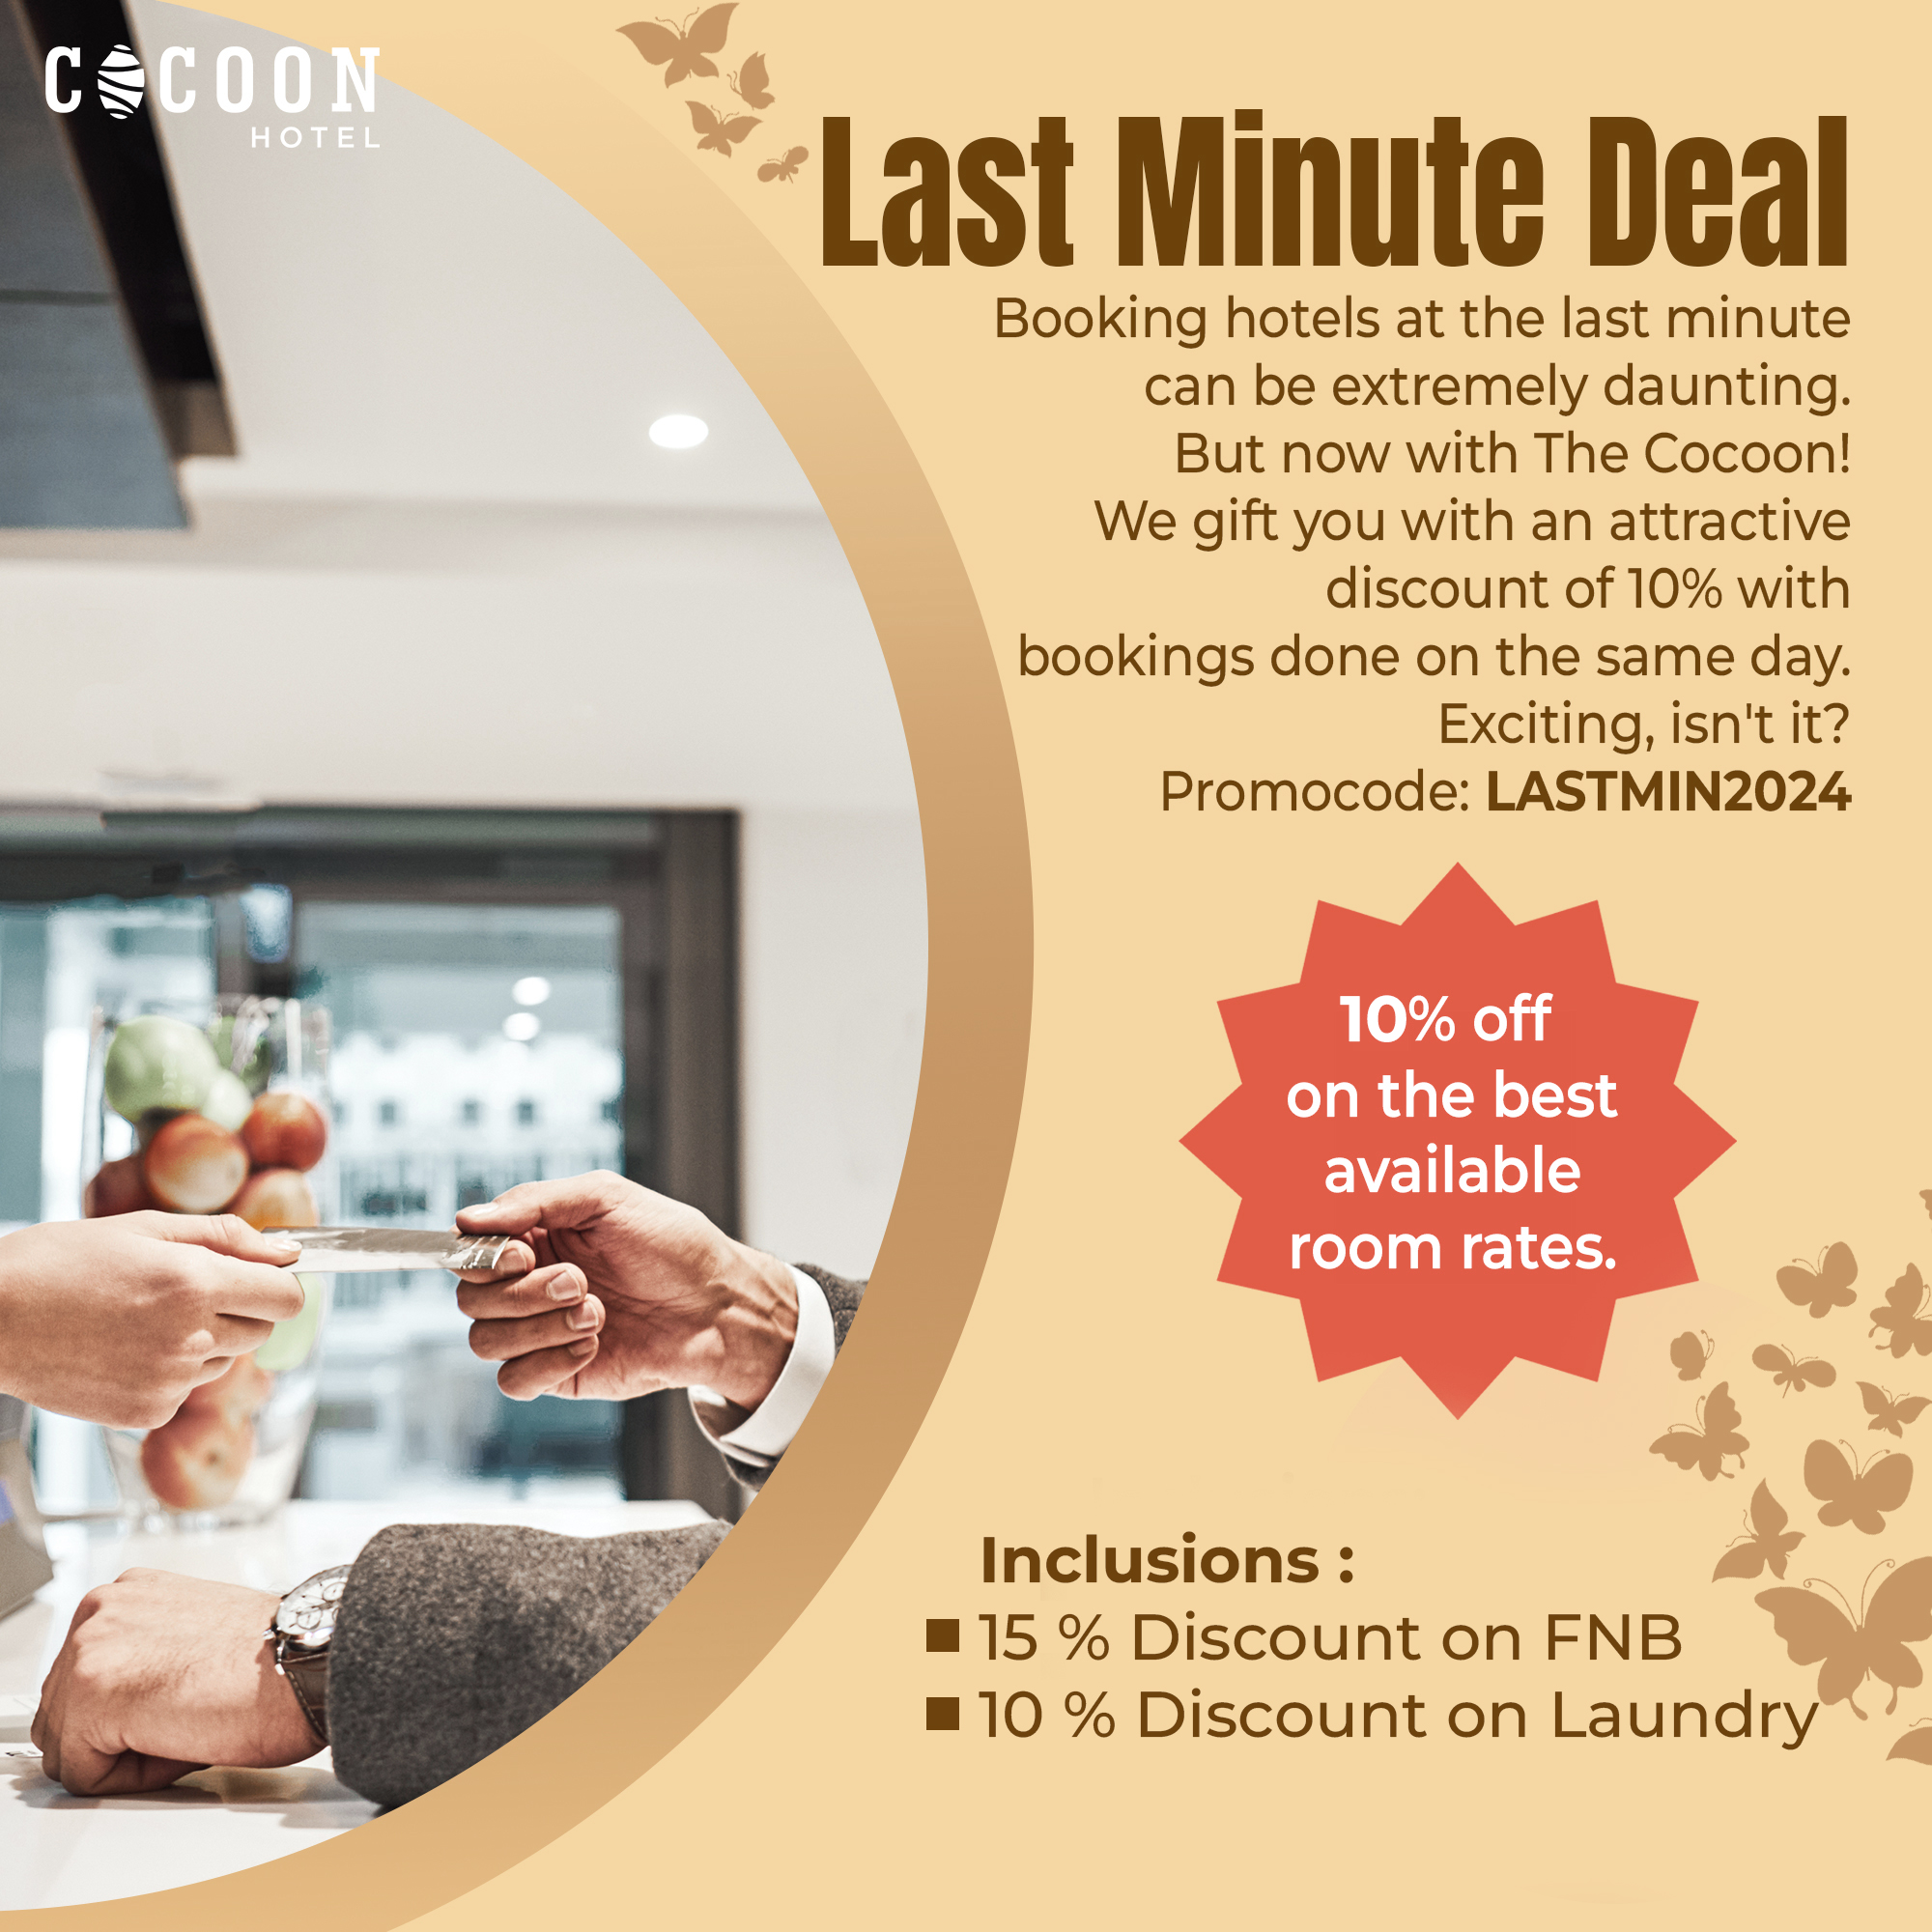 COCOON
HOTEL
Last Minute Deal
Booking hotels at the last minute
can be extremely daunting.
But now with The Cocoon!
We gift you with an attractive
discount of 10% with
bookings done on the same day.
Exciting, isn't it?
Promocode: LASTMIN2024
10% off
on the best
available
room rates.
Inclusions :
15 % Discount on FNB
10 % Discount on Laundry